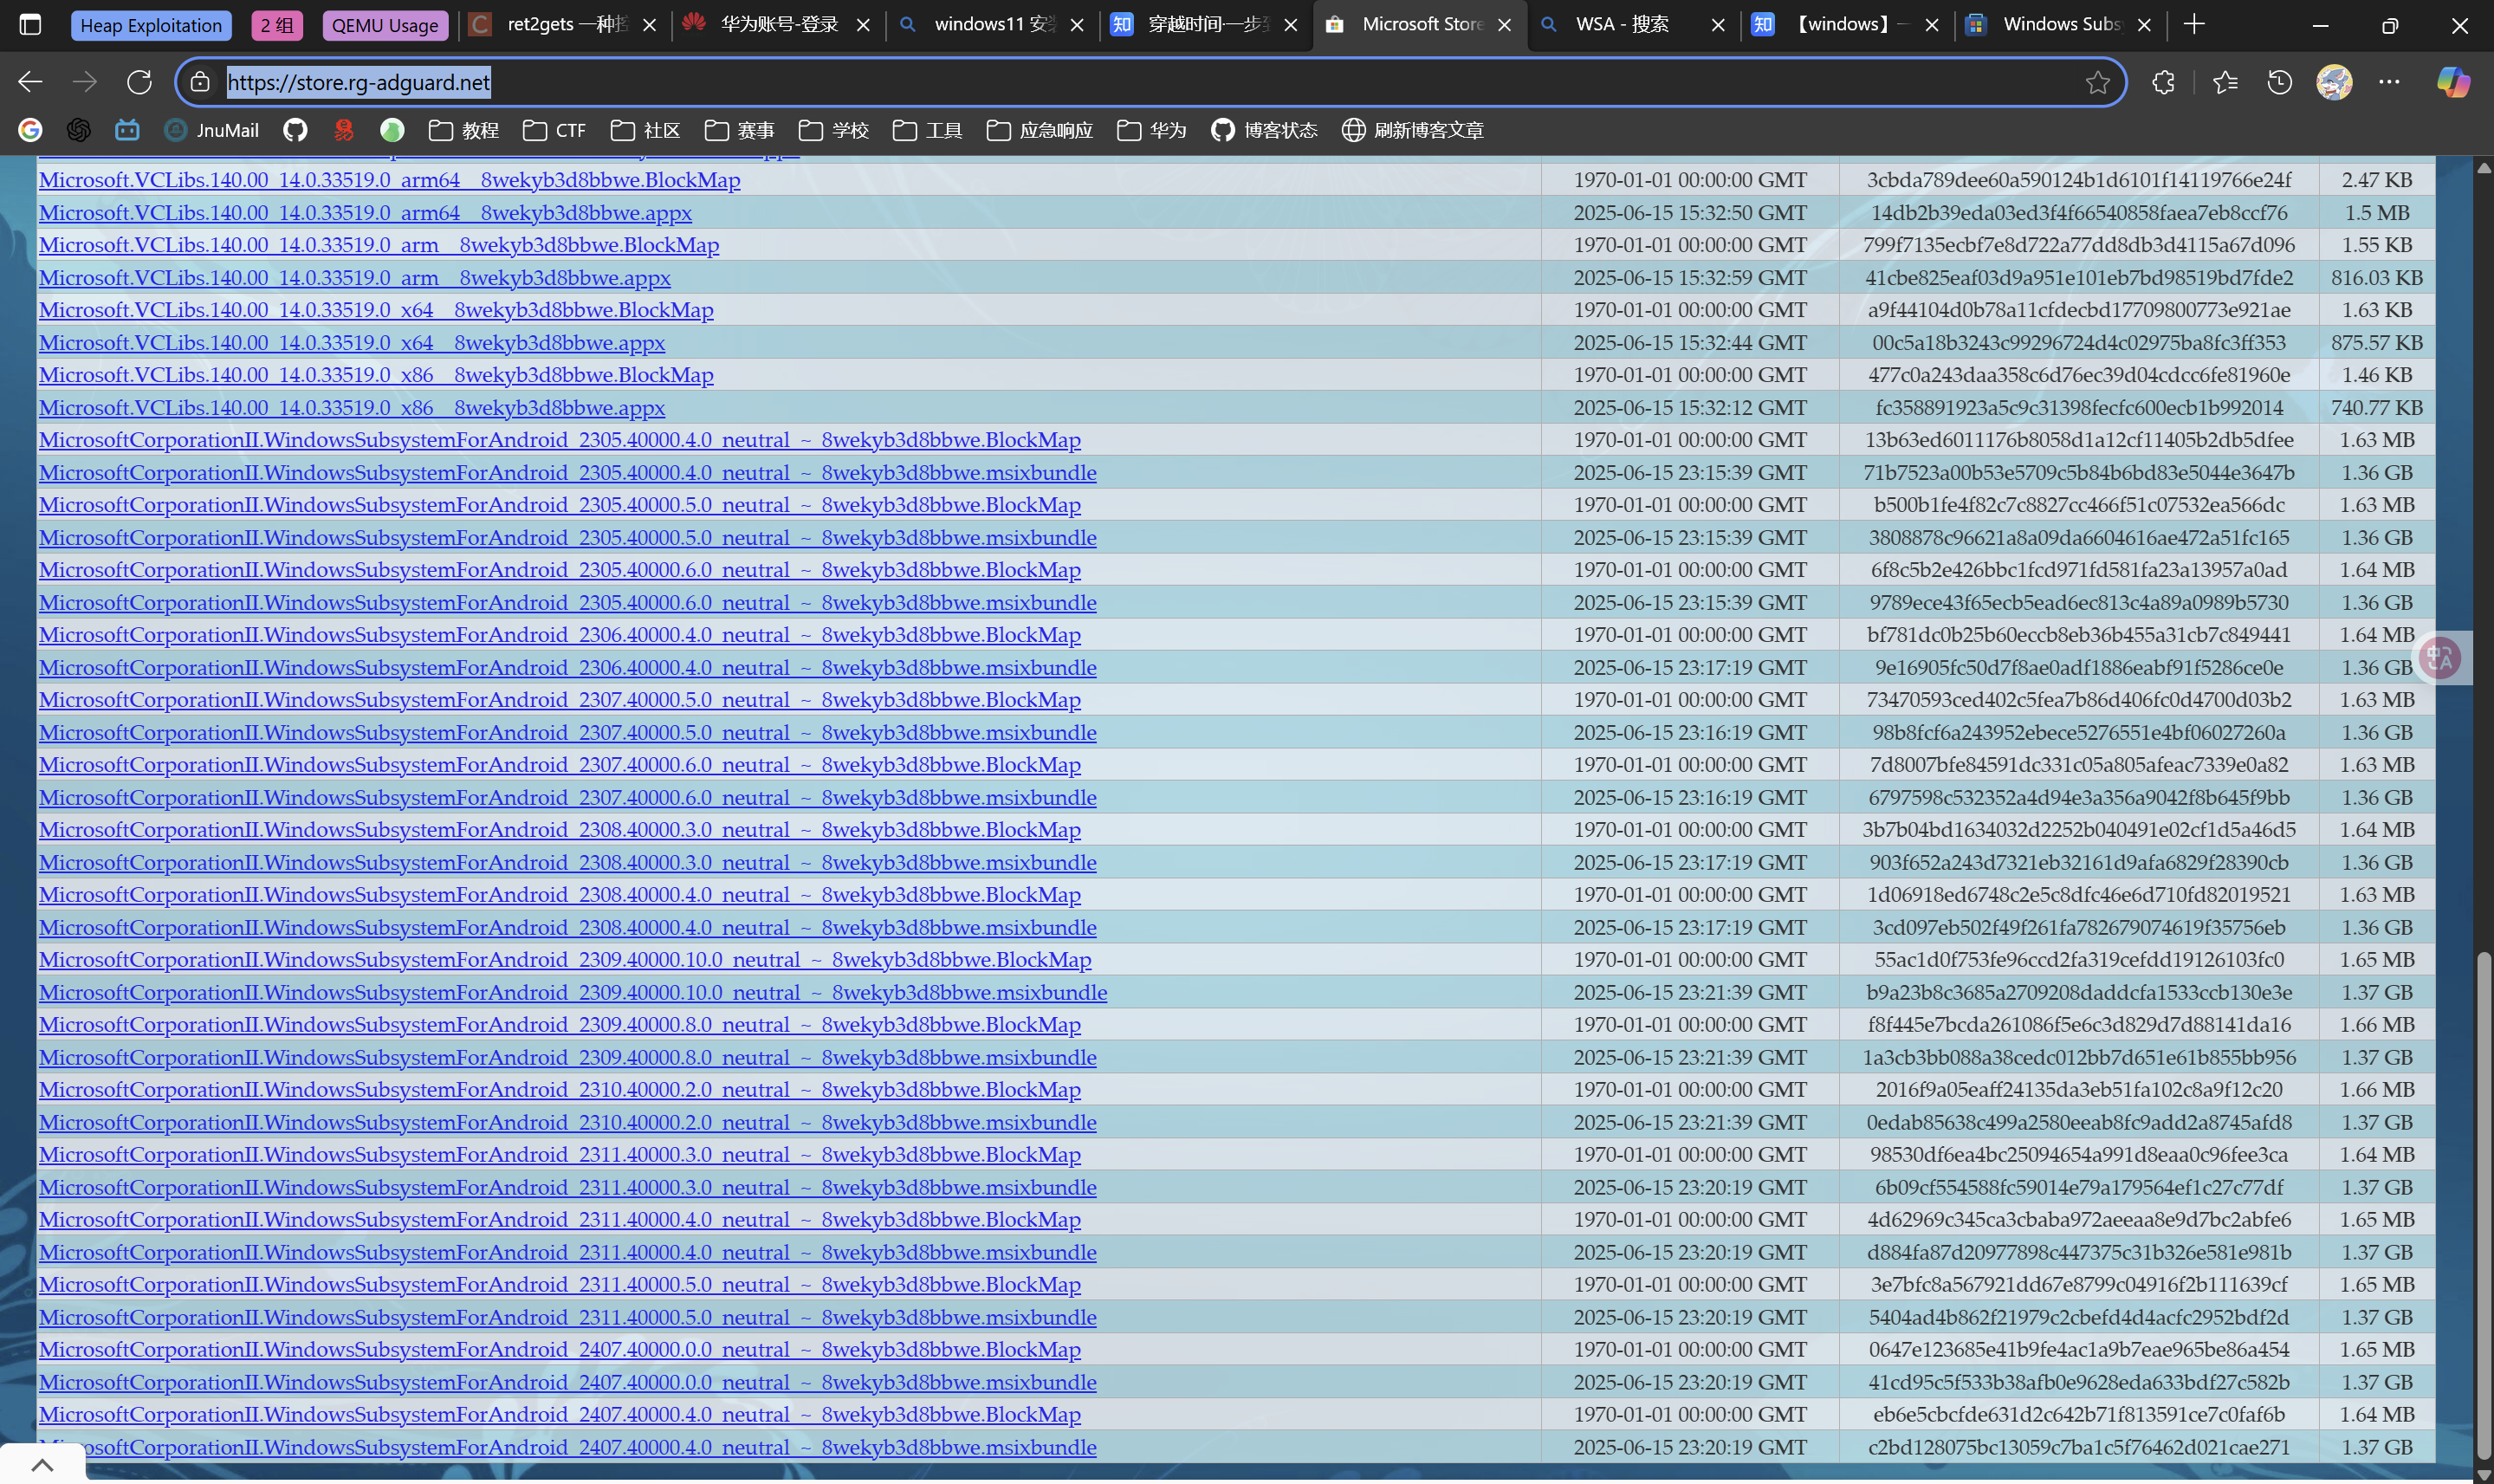 Heap Exploitation 2 组 QEMU Usage ret2gets 一种 华为账号-登录 windows11 安 穿越时间·一步 Microsoft Store WSA - 搜索 【windows】 Windows Subs
https://store.rg-adguard.net
JnuMail 教程 CTF 社区 赛事 学校 工具 应急响应 华为 博客状态 刷新博客文章
Microsoft.VCLibs.140.00_14.0.33519.0_arm64__8wekyb3d8bbwe.BlockMap 1970-01-01 00:00:00 GMT 3cbda789dee60a590124b1d6101f14119766e24f 2.47 KB
Microsoft.VCLibs.140.00_14.0.33519.0_arm64__8wekyb3d8bbwe.appx 2025-06-15 15:32:50 GMT 14db2b39eda03ed3f4f66540858faea7eb8ccf76 1.5 MB
Microsoft.VCLibs.140.00_14.0.33519.0_arm__8wekyb3d8bbwe.BlockMap 1970-01-01 00:00:00 GMT 799f7135ecbf7e8d722a77dd8db3d4115a67d096 1.55 KB
Microsoft.VCLibs.140.00_14.0.33519.0_arm__8wekyb3d8bbwe.appx 2025-06-15 15:32:59 GMT 41cbe825eaf03d9a951e101eb7bd98519bd7fde2 816.03 KB
Microsoft.VCLibs.140.00_14.0.33519.0_x64__8wekyb3d8bbwe.BlockMap 1970-01-01 00:00:00 GMT a9f44104d0b78a11cfdecbd17709800773e921ae 1.63 KB
Microsoft.VCLibs.140.00_14.0.33519.0_x64__8wekyb3d8bbwe.appx 2025-06-15 15:32:44 GMT 00c5a18b3243c99296724d4c02975ba8fc3ff353 875.57 KB
Microsoft.VCLibs.140.00_14.0.33519.0_x86__8wekyb3d8bbwe.BlockMap 1970-01-01 00:00:00 GMT 477c0a243daa358c6d76ec39d04cdcc6fe81960e 1.46 KB
Microsoft.VCLibs.140.00_14.0.33519.0_x86__8wekyb3d8bbwe.appx 2025-06-15 15:32:12 GMT fc358891923a5c9c31398fecfc600ecb1b992014 740.77 KB
MicrosoftCorporationII.WindowsSubsystemForAndroid_2305.40000.4.0_neutral_~_8wekyb3d8bbwe.BlockMap 1970-01-01 00:00:00 GMT 13b63ed6011176b8058d1a12cf11405b2db5dfee 1.63 MB
MicrosoftCorporationII.WindowsSubsystemForAndroid_2305.40000.4.0_neutral_~_8wekyb3d8bbwe.msixbundle 2025-06-15 23:15:39 GMT 71b7523a00b53e5709c5b84b6bd83e5044e3647b 1.36 GB
MicrosoftCorporationII.WindowsSubsystemForAndroid_2305.40000.5.0_neutral_~_8wekyb3d8bbwe.BlockMap 1970-01-01 00:00:00 GMT b500b1fe4f82c7c8827cc466f51c07532ea566dc 1.63 MB
MicrosoftCorporationII.WindowsSubsystemForAndroid_2305.40000.5.0_neutral_~_8wekyb3d8bbwe.msixbundle 2025-06-15 23:15:39 GMT 3808878c96621a8a09da6604616ae472a51fc165 1.36 GB
MicrosoftCorporationII.WindowsSubsystemForAndroid_2305.40000.6.0_neutral_~_8wekyb3d8bbwe.BlockMap 1970-01-01 00:00:00 GMT 6f8c5b2e426bbc1fcd971fd581fa23a13957a0ad 1.64 MB
MicrosoftCorporationII.WindowsSubsystemForAndroid_2305.40000.6.0_neutral_~_8wekyb3d8bbwe.msixbundle 2025-06-15 23:15:39 GMT 9789ece43f65ecb5ead6ec813c4a89a0989b5730 1.36 GB
MicrosoftCorporationII.WindowsSubsystemForAndroid_2306.40000.4.0_neutral_~_8wekyb3d8bbwe.BlockMap 1970-01-01 00:00:00 GMT bf781dc0b25b60eccb8eb36b455a31cb7c849441 1.64 MB
MicrosoftCorporationII.WindowsSubsystemForAndroid_2306.40000.4.0_neutral_~_8wekyb3d8bbwe.msixbundle 2025-06-15 23:17:19 GMT 9e16905fc50d7f8ae0adf1886eabf91f5286ce0e 1.36 GB
MicrosoftCorporationII.WindowsSubsystemForAndroid_2307.40000.5.0_neutral_~_8wekyb3d8bbwe.BlockMap 1970-01-01 00:00:00 GMT 73470593ced402c5fea7b86d406fc0d4700d03b2 1.63 MB
MicrosoftCorporationII.WindowsSubsystemForAndroid_2307.40000.5.0_neutral_~_8wekyb3d8bbwe.msixbundle 2025-06-15 23:16:19 GMT 98b8fcf6a243952ebece5276551e4bf06027260a 1.36 GB
MicrosoftCorporationII.WindowsSubsystemForAndroid_2307.40000.6.0_neutral_~_8wekyb3d8bbwe.BlockMap 1970-01-01 00:00:00 GMT 7d8007bfe84591dc331c05a805afeac7339e0a82 1.63 MB
MicrosoftCorporationII.WindowsSubsystemForAndroid_2307.40000.6.0_neutral_~_8wekyb3d8bbwe.msixbundle 2025-06-15 23:16:19 GMT 6797598c532352a4d94e3a356a9042f8b645f9bb 1.36 GB
MicrosoftCorporationII.WindowsSubsystemForAndroid_2308.40000.3.0_neutral_~_8wekyb3d8bbwe.BlockMap 1970-01-01 00:00:00 GMT 3b7b04bd1634032d2252b040491e02cf1d5a46d5 1.64 MB
MicrosoftCorporationII.WindowsSubsystemForAndroid_2308.40000.3.0_neutral_~_8wekyb3d8bbwe.msixbundle 2025-06-15 23:17:19 GMT 903f652a243d7321eb32161d9afa6829f28390cb 1.36 GB
MicrosoftCorporationII.WindowsSubsystemForAndroid_2308.40000.4.0_neutral_~_8wekyb3d8bbwe.BlockMap 1970-01-01 00:00:00 GMT 1d06918ed6748c2e5c8dfc46e6d710fd82019521 1.63 MB
MicrosoftCorporationII.WindowsSubsystemForAndroid_2308.40000.4.0_neutral_~_8wekyb3d8bbwe.msixbundle 2025-06-15 23:17:19 GMT 3cd097eb502f49f261fa782679074619f35756eb 1.36 GB
MicrosoftCorporationII.WindowsSubsystemForAndroid_2309.40000.10.0_neutral_~_8wekyb3d8bbwe.BlockMap 1970-01-01 00:00:00 GMT 55ac1d0f753fe96ccd2fa319cefdd19126103fc0 1.65 MB
MicrosoftCorporationII.WindowsSubsystemForAndroid_2309.40000.10.0_neutral_~_8wekyb3d8bbwe.msixbundle 2025-06-15 23:21:39 GMT b9a23b8c3685a2709208daddcfa1533ccb130e3e 1.37 GB
MicrosoftCorporationII.WindowsSubsystemForAndroid_2309.40000.8.0_neutral_~_8wekyb3d8bbwe.BlockMap 1970-01-01 00:00:00 GMT f8f445e7bcda261086f5e6c3d829d7d88141da16 1.66 MB
MicrosoftCorporationII.WindowsSubsystemForAndroid_2309.40000.8.0_neutral_~_8wekyb3d8bbwe.msixbundle 2025-06-15 23:21:39 GMT 1a3cb3bb088a38cedc012bb7d651e61b855bb956 1.37 GB
MicrosoftCorporationII.WindowsSubsystemForAndroid_2310.40000.2.0_neutral_~_8wekyb3d8bbwe.BlockMap 1970-01-01 00:00:00 GMT 2016f9a05eaff24135da3eb51fa102c8a9f12c20 1.66 MB
MicrosoftCorporationII.WindowsSubsystemForAndroid_2310.40000.2.0_neutral_~_8wekyb3d8bbwe.msixbundle 2025-06-15 23:21:39 GMT 0edab85638c499a2580eeab8fc9add2a8745afd8 1.37 GB
MicrosoftCorporationII.WindowsSubsystemForAndroid_2311.40000.3.0_neutral_~_8wekyb3d8bbwe.BlockMap 1970-01-01 00:00:00 GMT 98530df6ea4bc25094654a991d8eaa0c96fee3ca 1.64 MB
MicrosoftCorporationII.WindowsSubsystemForAndroid_2311.40000.3.0_neutral_~_8wekyb3d8bbwe.msixbundle 2025-06-15 23:20:19 GMT 6b09cf554588fc59014e79a179564ef1c27c77df 1.37 GB
MicrosoftCorporationII.WindowsSubsystemForAndroid_2311.40000.4.0_neutral_~_8wekyb3d8bbwe.BlockMap 1970-01-01 00:00:00 GMT 4d62969c345ca3cbaba972aeeaa8e9d7bc2abfe6 1.65 MB
MicrosoftCorporationII.WindowsSubsystemForAndroid_2311.40000.4.0_neutral_~_8wekyb3d8bbwe.msixbundle 2025-06-15 23:20:19 GMT d884fa87d20977898c447375c31b326e581e981b 1.37 GB
MicrosoftCorporationII.WindowsSubsystemForAndroid_2311.40000.5.0_neutral_~_8wekyb3d8bbwe.BlockMap 1970-01-01 00:00:00 GMT 3e7bfc8a567921dd67e8799c04916f2b111639cf 1.65 MB
MicrosoftCorporationII.WindowsSubsystemForAndroid_2311.40000.5.0_neutral_~_8wekyb3d8bbwe.msixbundle 2025-06-15 23:20:19 GMT 5404ad4b862f21979c2cbefd4d4acfc2952bdf2d 1.37 GB
MicrosoftCorporationII.WindowsSubsystemForAndroid_2407.40000.0.0_neutral_~_8wekyb3d8bbwe.BlockMap 1970-01-01 00:00:00 GMT 0647e123685e41b9fe4ac1a9b7eae965be86a454 1.65 MB
MicrosoftCorporationII.WindowsSubsystemForAndroid_2407.40000.0.0_neutral_~_8wekyb3d8bbwe.msixbundle 2025-06-15 23:20:19 GMT 41cd95c5f533b38afb0e9628eda633bdf27c582b 1.37 GB
MicrosoftCorporationII.WindowsSubsystemForAndroid_2407.40000.4.0_neutral_~_8wekyb3d8bbwe.BlockMap 1970-01-01 00:00:00 GMT eb6e5cbcfde631d2c642b71f813591ce7c0faf6b 1.64 MB
osoftCorporationII.WindowsSubsystemForAndroid_2407.40000.4.0_neutral_~_8wekyb3d8bbwe.msixbundle 2025-06-15 23:20:19 GMT c2bd128075bc13059c7ba1c5f76462d021cae271 1.37 GB